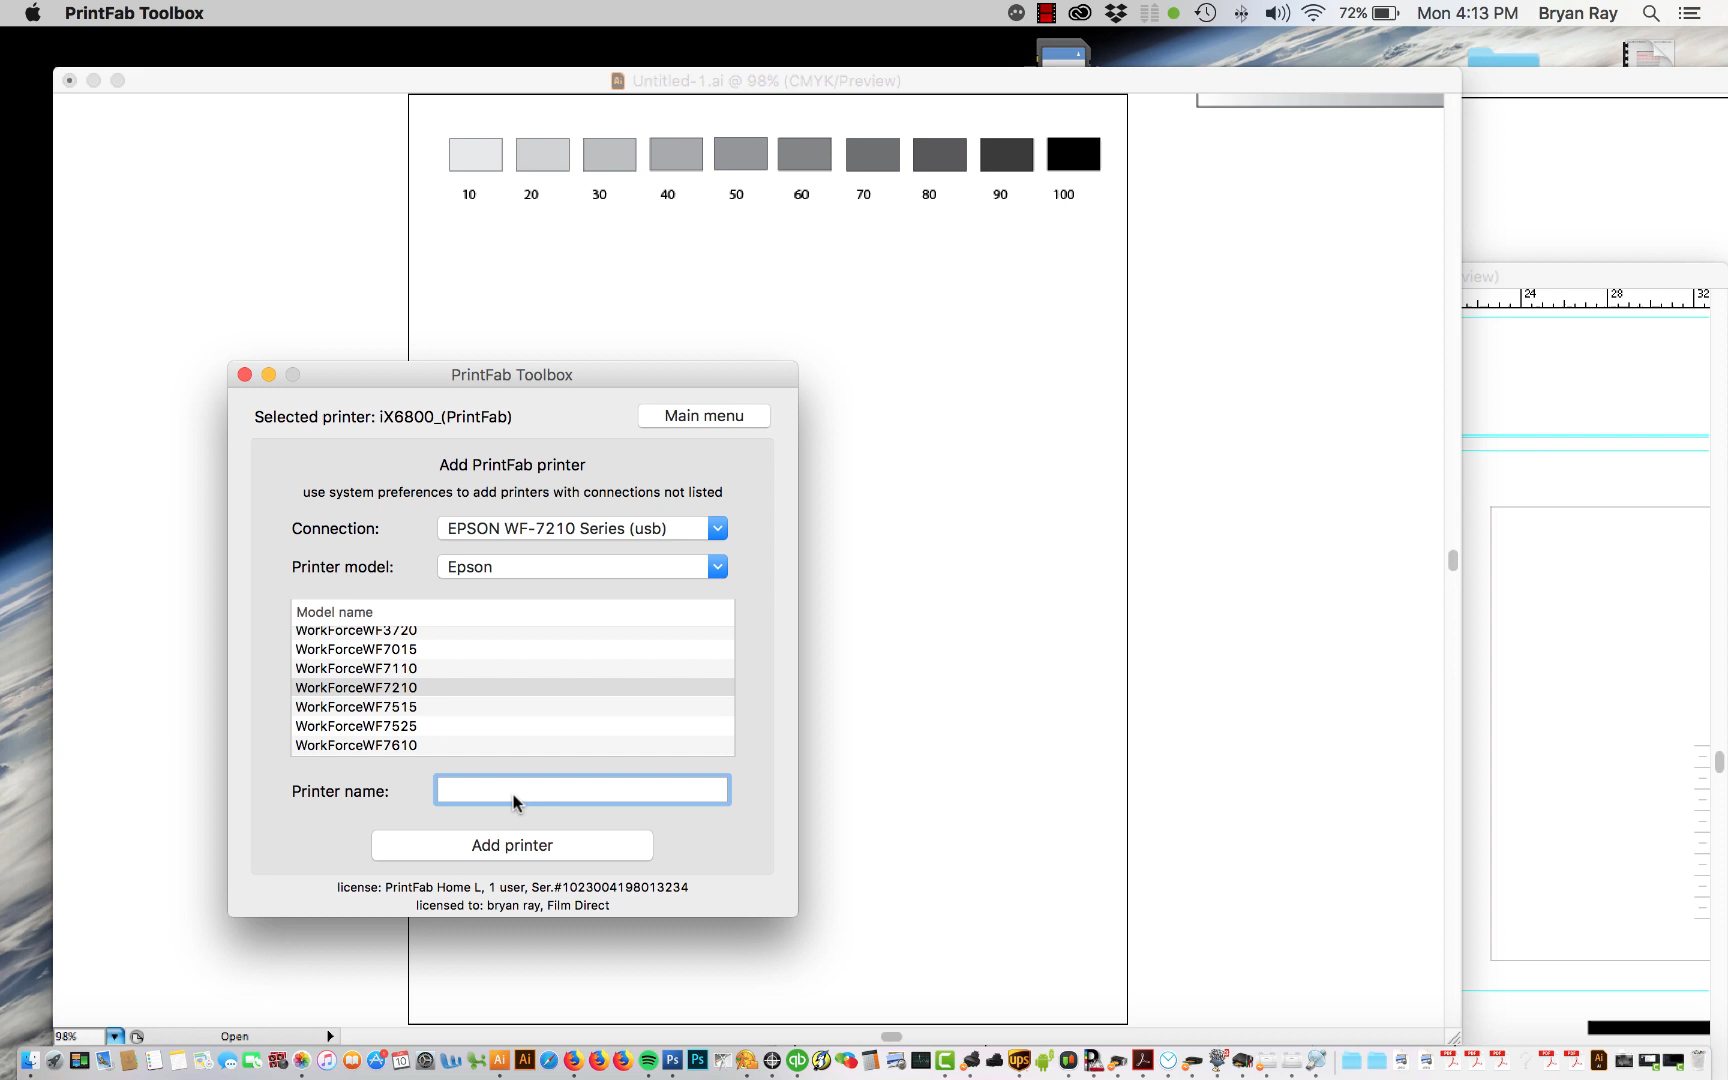 PrintFab Toolbox
72%
Mon 4:13 PM
Bryan Ray
Untitled-1.ai @ 98% (CMYK/Preview)
10 20 30 40 50 60 70 80 90 100
view)
24 28 32
PrintFab Toolbox
Selected printer: iX6800_(PrintFab)
Main menu
Add PrintFab printer
use system preferences to add printers with connections not listed
Connection:
EPSON WF-7210 Series (usb)
Printer model:
Epson
Model name
WorkForceWF3720
WorkForceWF7015
WorkForceWF7110
WorkForceWF7210
WorkForceWF7515
WorkForceWF7525
WorkForceWF7610
Printer name:
Add printer
license: PrintFab Home L, 1 user, Ser.#1023004198013234
licensed to: bryan ray, Film Direct
98%
Open